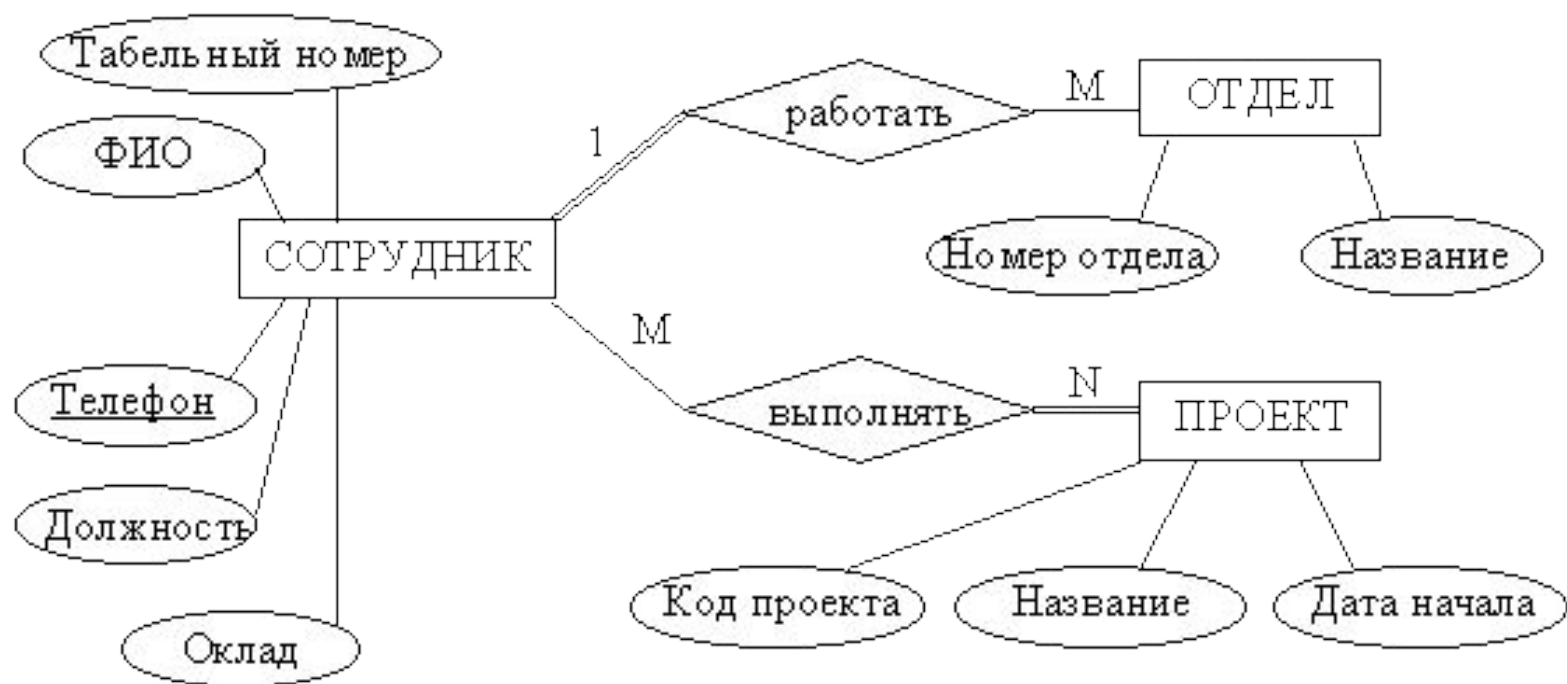 Табельный номер
ФИО
СОТРУДНИК
Телефон
Должность
Оклад
1
работать
M
ОТДЕЛ
Номер отдела
Название
M
выполнять
N
ПРОЕКТ
Код проекта
Название
Дата начала